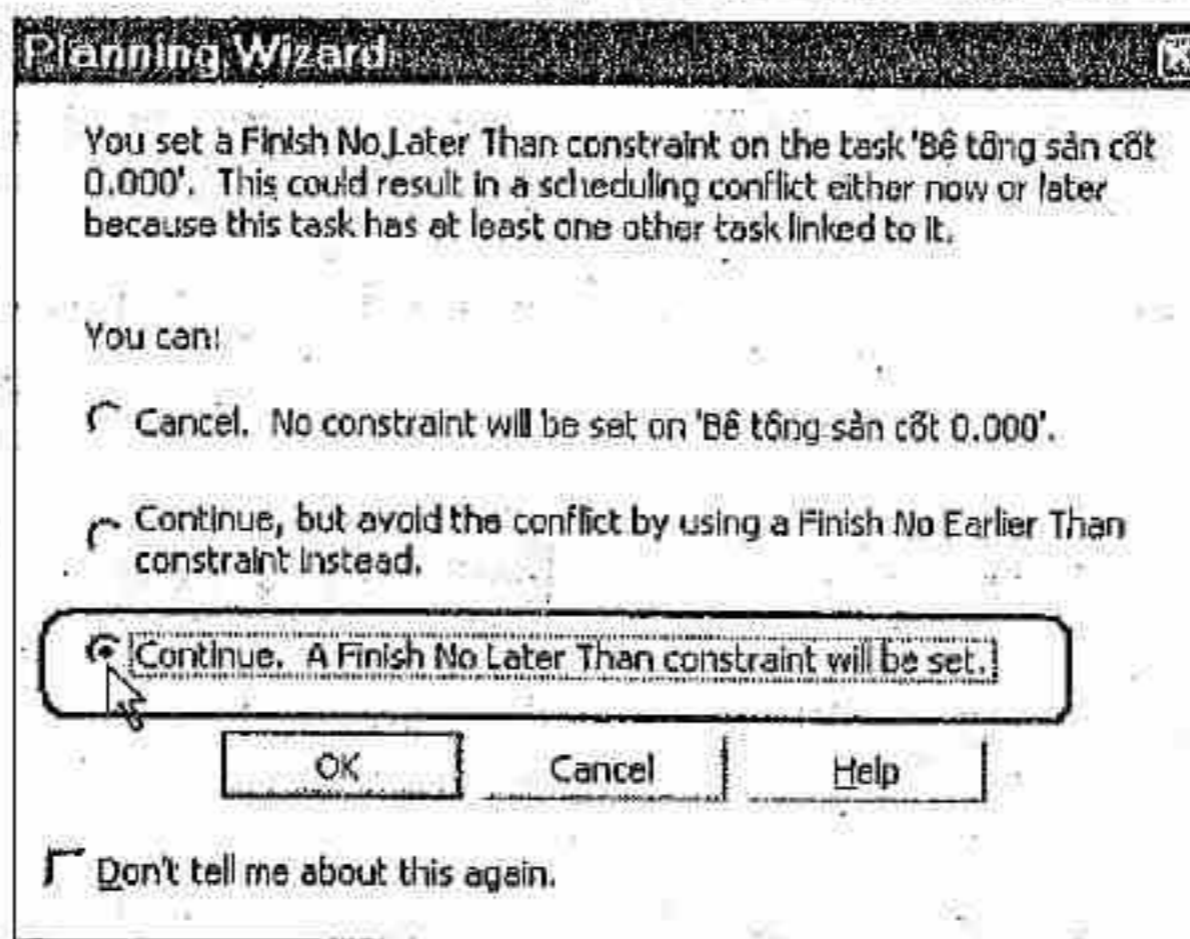 Planning Wizard
You set a Finish No Later Than constraint on the task 'Bê tông sàn cốt
0.000'. This could result in a scheduling conflict either now or later
because this task has at least one other task linked to it.
You can:
Cancel. No constraint will be set on 'Bê tông sàn cốt 0.000'.
Continue, but avoid the conflict by using a Finish No Earlier Than
constraint instead.
Continue. A Finish No Later Than constraint will be set.
OK Cancel Help
Don't tell me about this again.